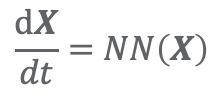 d𝑿/𝑑𝑡 = 𝑁𝑁(𝑿)